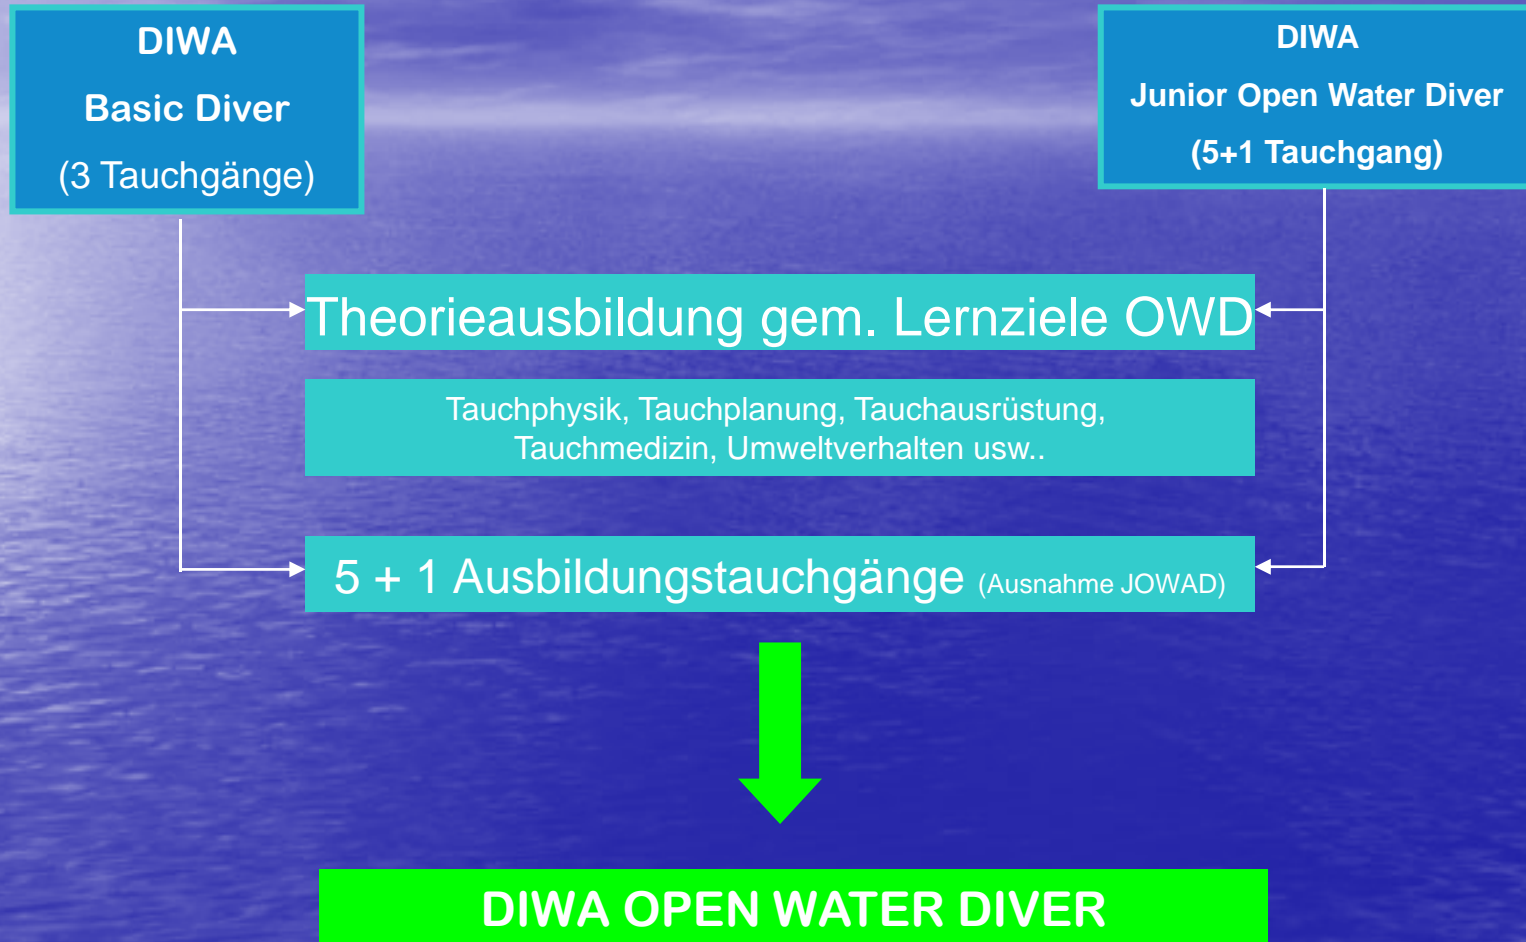 DIWA
Basic Diver
(3 Tauchgänge)
DIWA
Junior Open Water Diver
(5+1 Tauchgang)
Theorieausbildung gem. Lernziele OWD
Tauchphysik, Tauchplanung, Tauchausrüstung,
Tauchmedizin, Umweltverhalten usw..
5 + 1 Ausbildungstauchgänge (Ausnahme JOWAD)
DIWA OPEN WATER DIVER